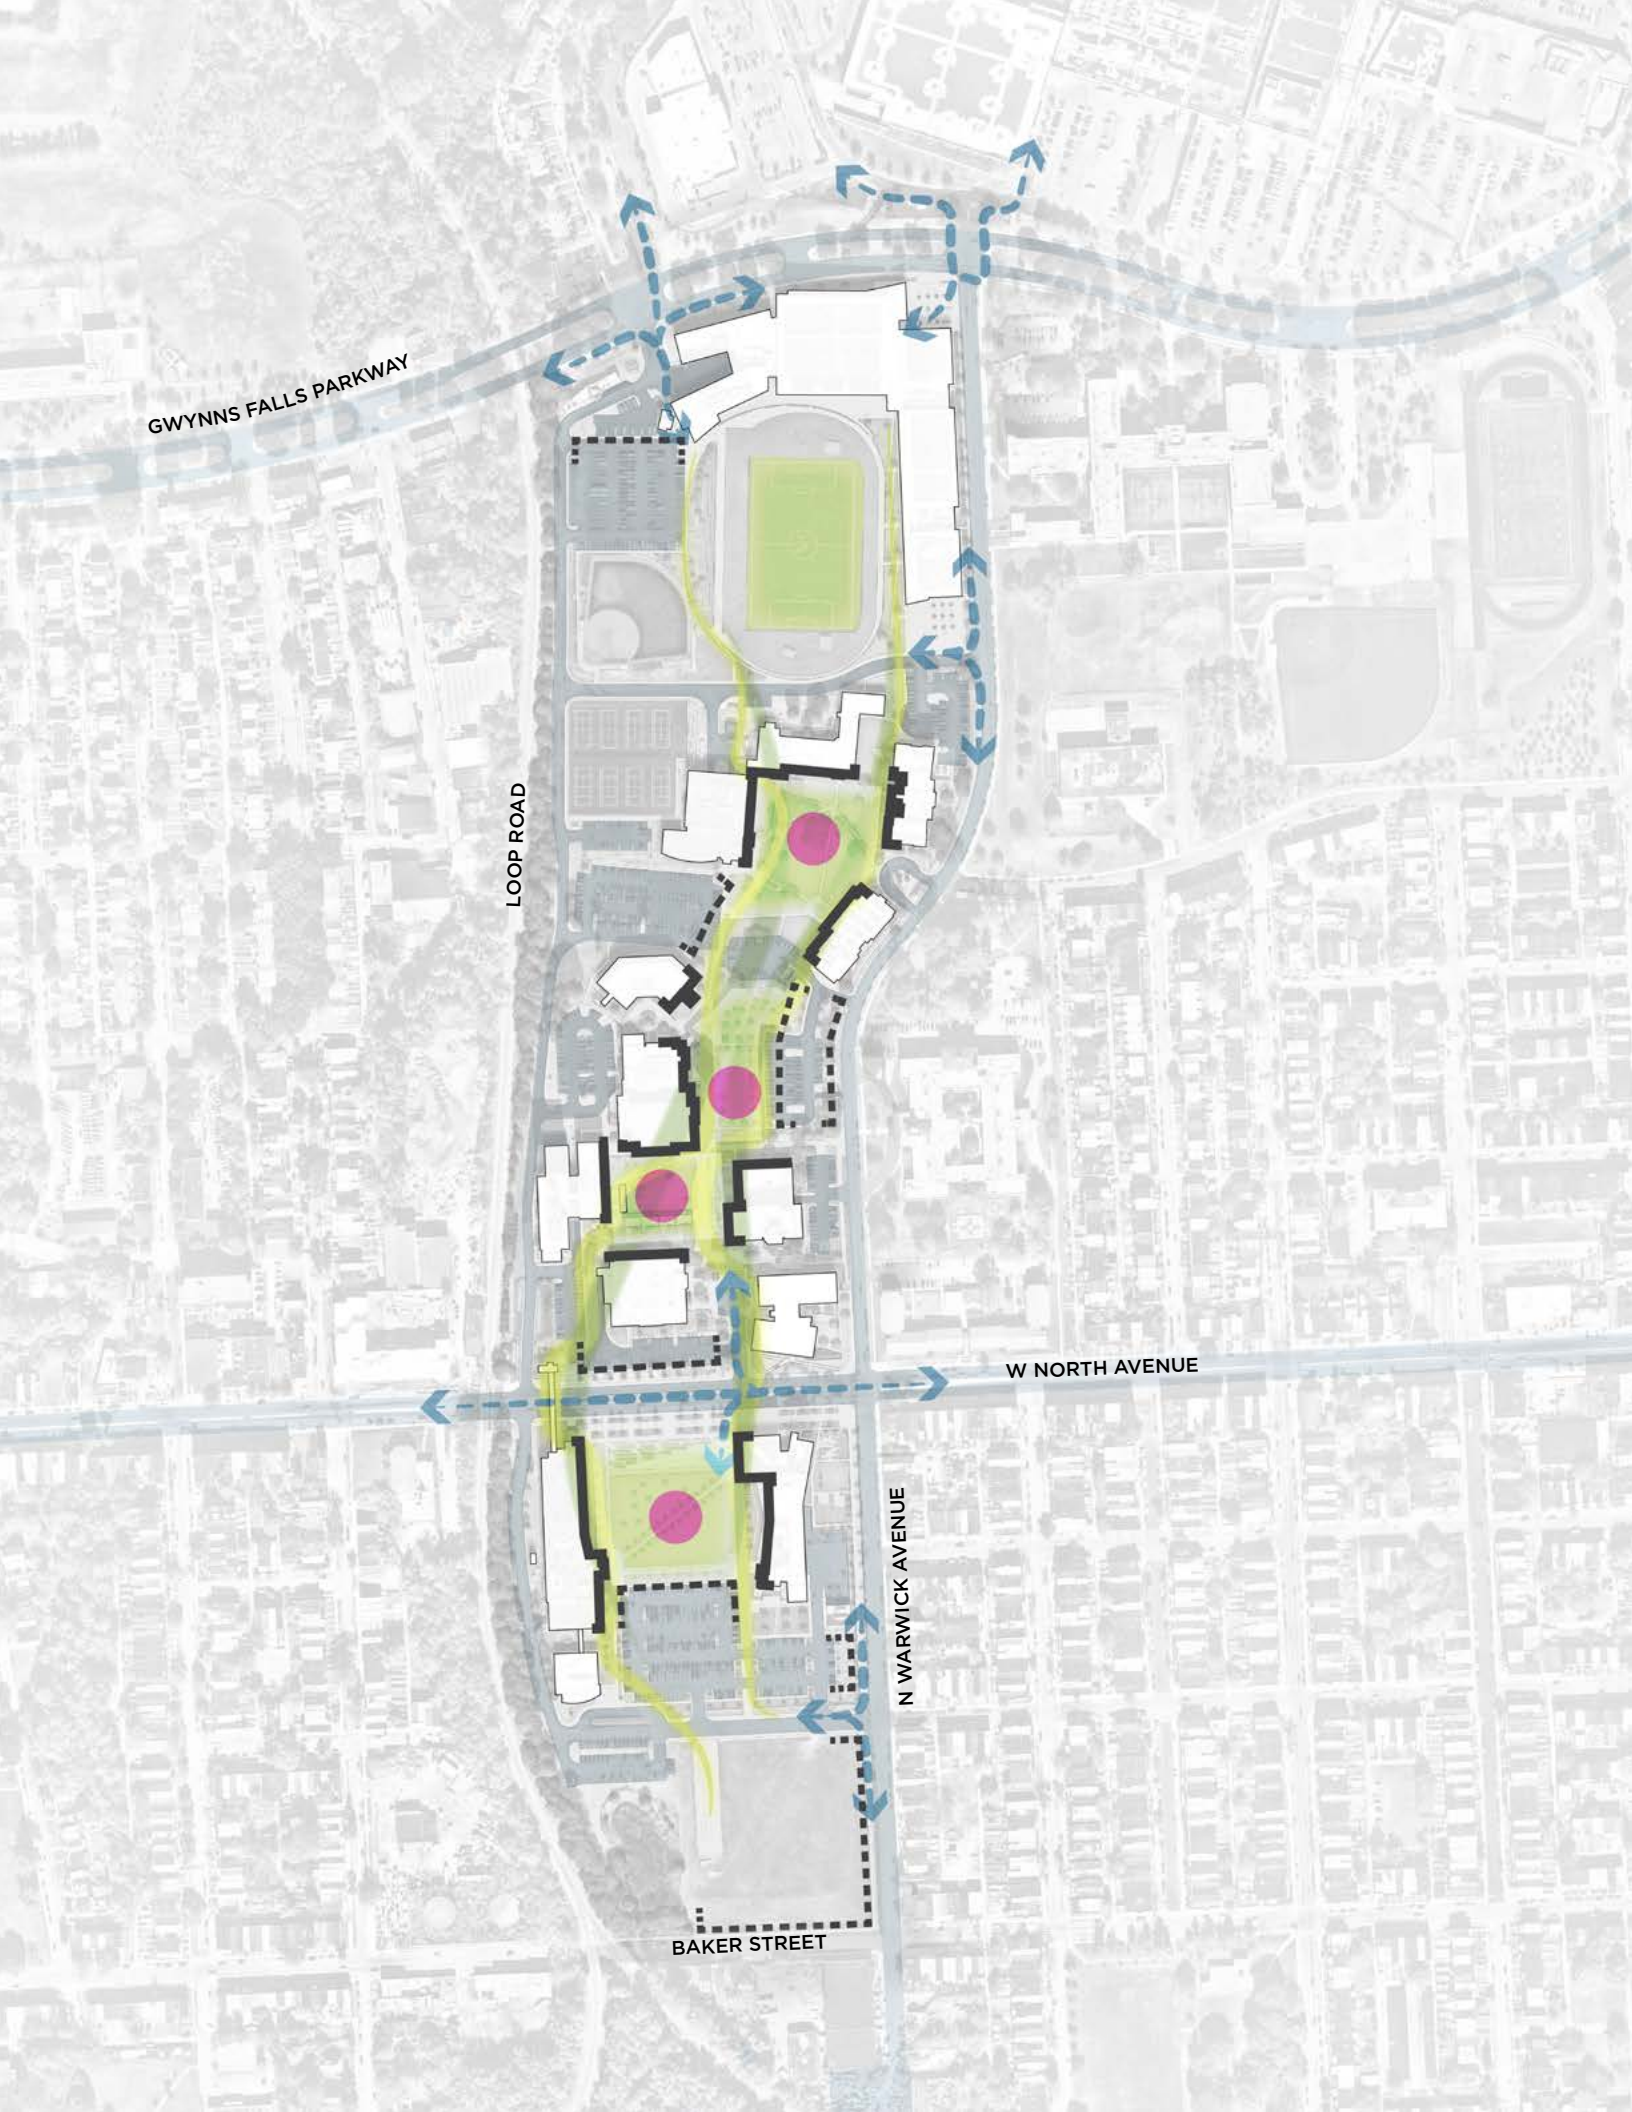 GWYNNS FALLS PARKWAY
LOOP ROAD
W NORTH AVENUE
N WARWICK AVENUE
BAKER STREET